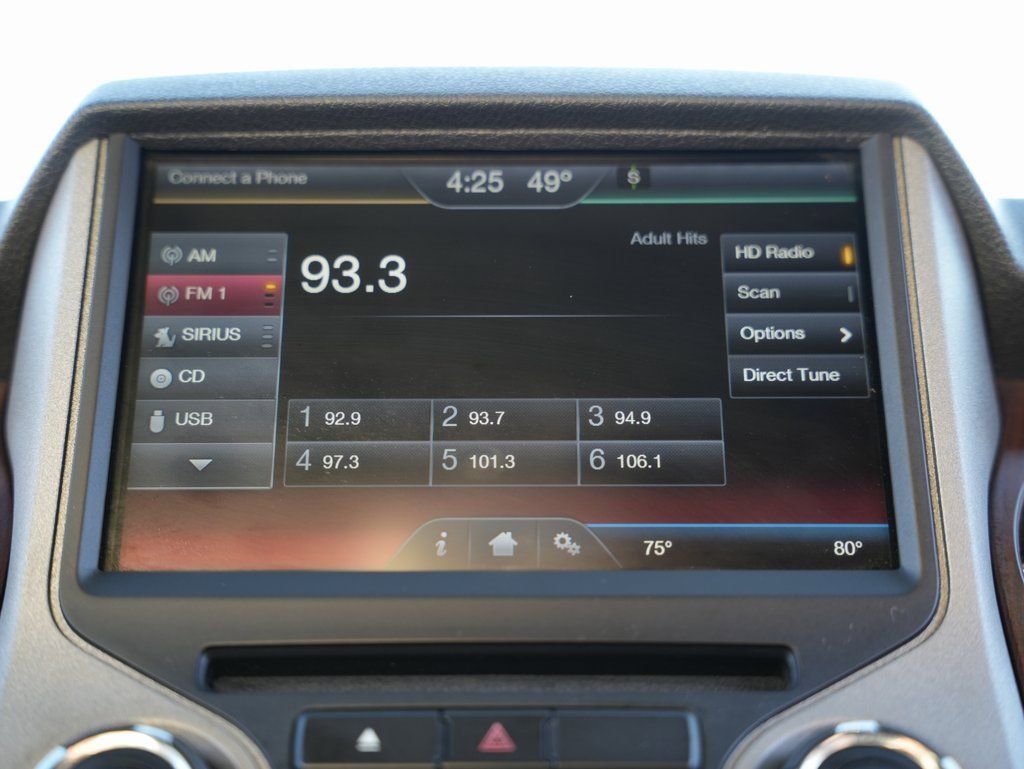 Connect a Phone
4:25 49°
S
AM
FM 1
SIRIUS
CD
USB
93.3
Adult Hits
HD Radio
Scan
Options
Direct Tune
1 92.9
2 93.7
3 94.9
4 97.3
5 101.3
6 106.1
i
75°
80°